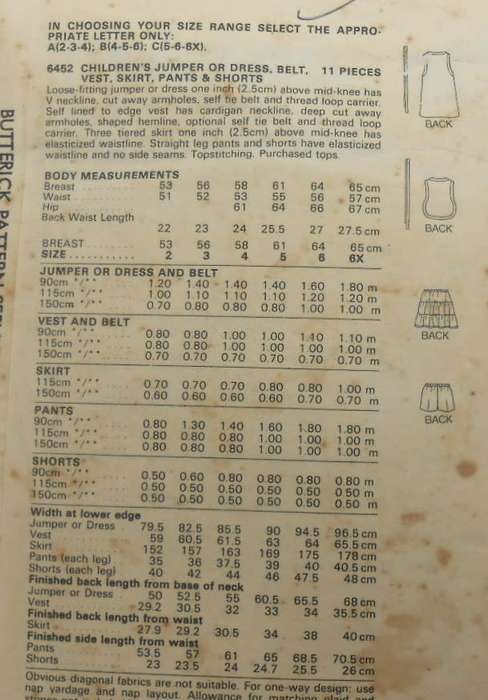 IN CHOOSING YOUR SIZE RANGE SELECT THE APPRO-
PRIATE LETTER ONLY:
A(2-3-4); B(4-5-6); C(5-6-6X).
6452 CHILDREN'S JUMPER OR DRESS, BELT, 11 PIECES
VEST, SKIRT, PANTS & SHORTS
Loose-fitting jumper or dress one inch (2.5cm) above mid-knee has
V neckline, cut away armholes, self tie belt and thread loop carrier.
Self lined to edge vest has cardigan neckline, deep cut away
armholes, shaped hemline, optional self tie belt and thread loop
carrier. Three tiered skirt one inch (2.5cm) above mid-knee has
elasticized waistline. Straight leg pants and shorts have elasticized
waistline and no side seams. Topstitching. Purchased tops.
BODY MEASUREMENTS
Breast 53 56 58 61 64 65 cm
Waist 51 52 53 55 56 57 cm
Hip 61 64 66 67 cm
Back Waist Length
22 23 24 25.5 27 27.5 cm
BREAST 53 56 58 61 64 65 cm
SIZE 2 3 4 5 6 6X
JUMPER OR DRESS AND BELT
90cm */** 1.20 1.40 1.40 1.40 1.60 1.80 m
115cm */** 1.00 1.10 1.10 1.10 1.20 1.20 m
150cm */** 0.70 0.80 0.80 0.80 1.00 1.00 m
VEST AND BELT
90cm */** 0.80 0.80 1.00 1.00 1.10 1.10 m
115cm */** 0.80 0.80 1.00 1.00 1.00 1.00 m
150cm */** 0.70 0.70 0.70 0.70 0.70 0.70 m
SKIRT
115cm */** 0.70 0.70 0.70 0.80 0.80 1.00 m
150cm */** 0.60 0.60 0.60 0.60 0.70 0.70 m
PANTS
90cm */** 0.80 1.30 1.40 1.60 1.80 1.80 m
115cm */** 0.80 0.80 0.80 1.00 1.00 1.00 m
150cm */** 0.80 0.80 0.80 1.00 1.00 1.00 m
SHORTS
90cm */** 0.50 0.60 0.80 0.80 0.80 0.80 m
115cm */** 0.50 0.50 0.50 0.50 0.50 0.50 m
150cm */** 0.50 0.50 0.50 0.50 0.50 0.50 m
Width at lower edge
Jumper or Dress 79.5 82.5 85.5 90 94.5 96.5 cm
Vest 59 60.5 61.5 63 64 65.5 cm
Skirt 152 157 163 169 175 178 cm
Pants (each leg) 35 36 37.5 39 40 40.5 cm
Shorts (each leg) 40 42 44 46 47.5 48 cm
Finished back length from base of neck
Jumper or Dress 50 52.5 55 60.5 65.5 68 cm
Vest 29.2 30.5 32 33 34 35.5 cm
Finished back length from waist
Skirt 27.9 29.2 30.5 34 38 40 cm
Finished side length from waist
Pants 53.5 57 61 65 68.5 70.5 cm
Shorts 23 23.5 24 24.7 25.5 26 cm
Obvious diagonal fabrics are not suitable. For one-way design: use
nap yardage and nap layout. Allowance for matching plaid and
BACK
BACK
BACK
BACK
BUTTERICK PATTERN